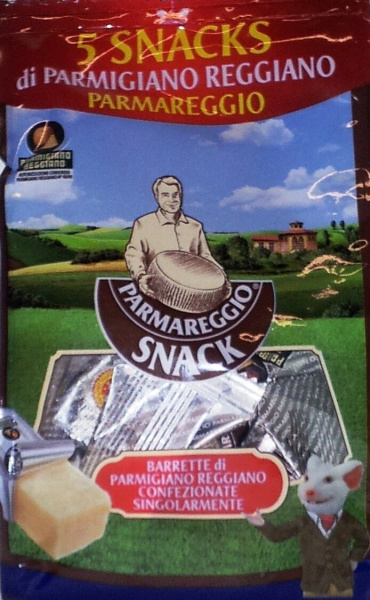 5 SNACKS
di PARMIGIANO REGGIANO
PARMAREGGIO
PARMIGIANO
REGGIANO
PARMAREGGIO®
SNACK
BARRETTE di
PARMIGIANO REGGIANO
CONFEZIONATE
SINGOLARMENTE